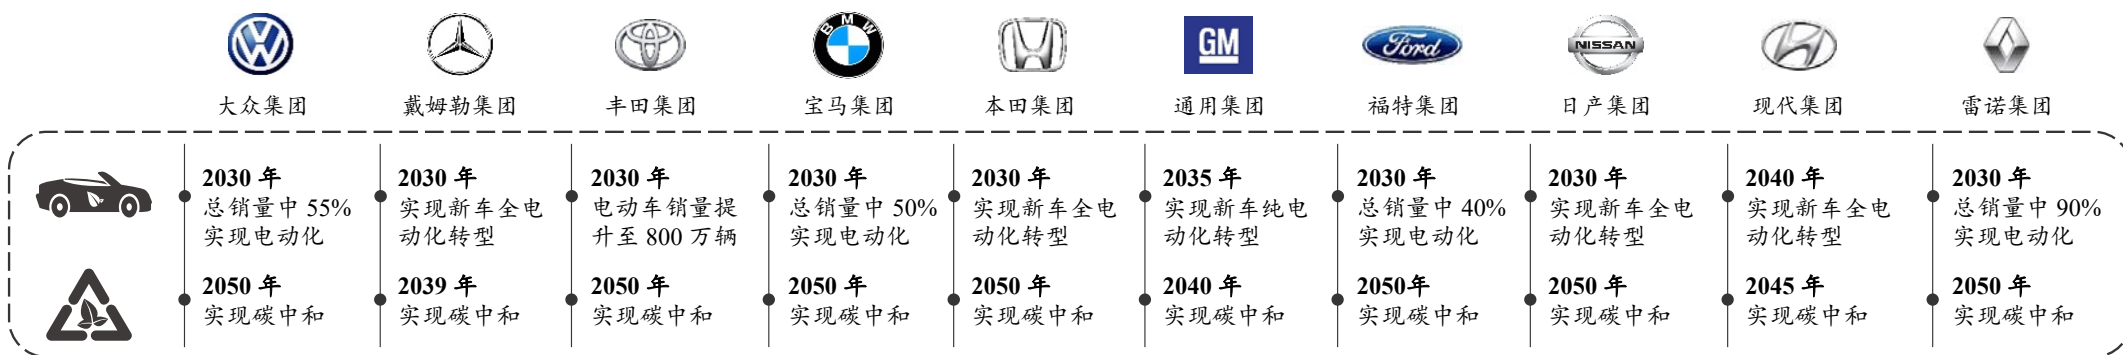 BMW
GM
Ford
NISSAN
大众集团
戴姆勒集团
丰田集团
宝马集团
本田集团
通用集团
福特集团
日产集团
现代集团
雷诺集团
2030 年
总销量中 55%
实现电动化
2030 年
实现新车全电
动化转型
2030 年
电动车销量提
升至 800 万辆
2030 年
总销量中 50%
实现电动化
2030 年
实现新车全电
动化转型
2035 年
实现新车纯电
动化转型
2030 年
总销量中 40%
实现电动化
2030 年
实现新车全电
动化转型
2040 年
实现新车全电
动化转型
2030 年
总销量中 90%
实现电动化
2050 年
实现碳中和
2039 年
实现碳中和
2050 年
实现碳中和
2050 年
实现碳中和
2050 年
实现碳中和
2040 年
实现碳中和
2050年
实现碳中和
2050 年
实现碳中和
2045 年
实现碳中和
2050 年
实现碳中和